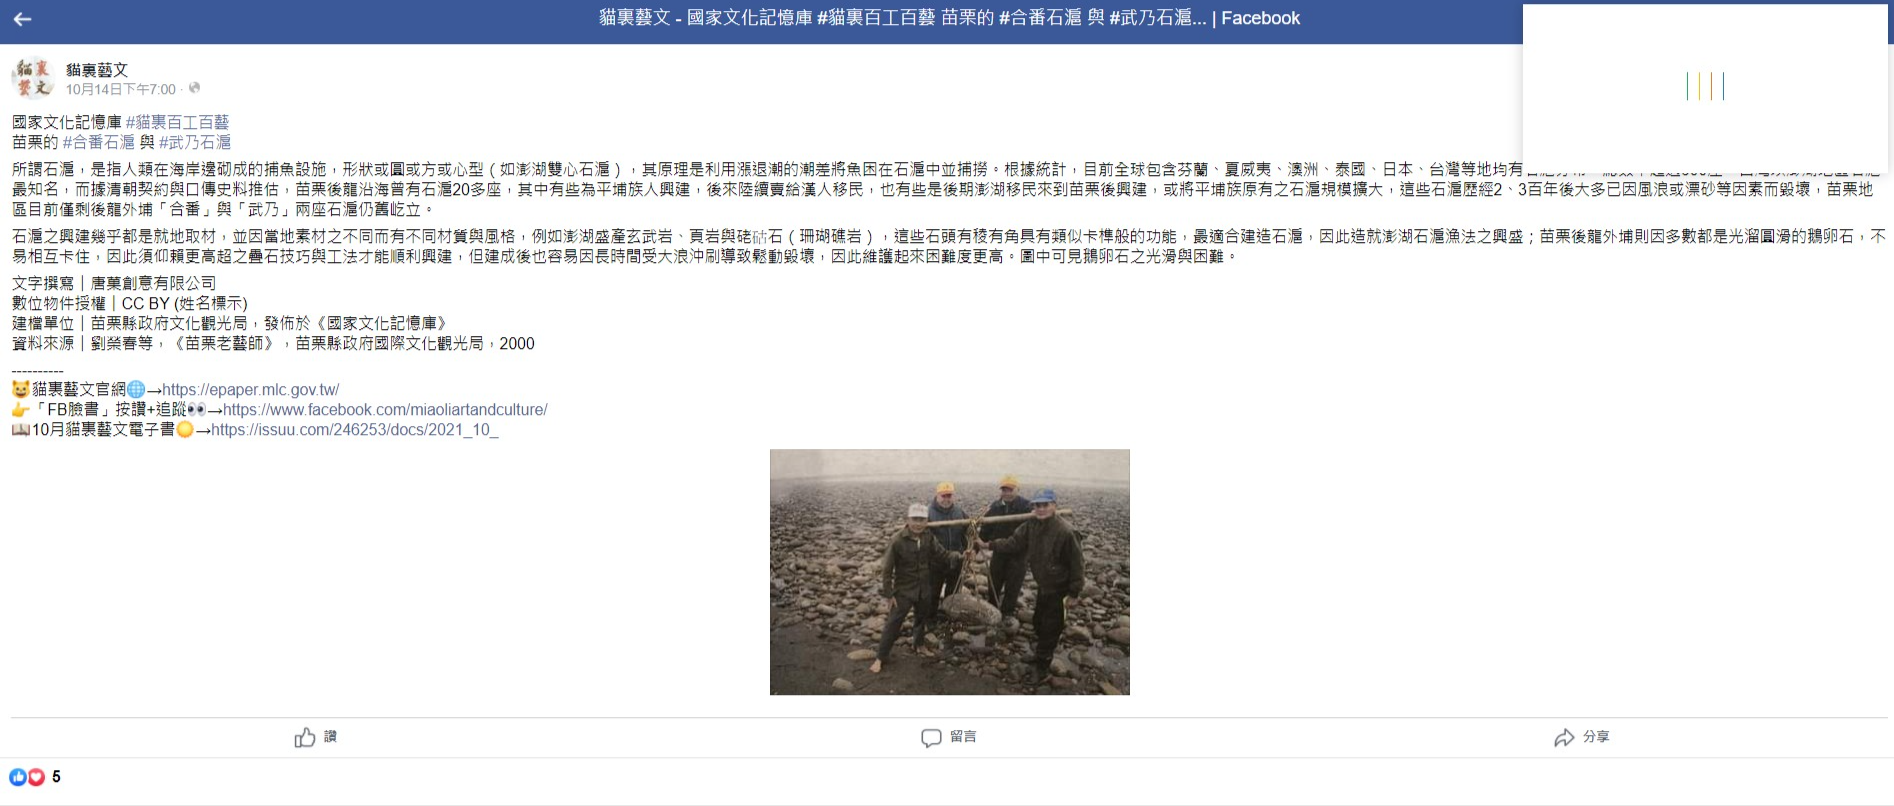 貓裏藝文 - 國家文化記憶庫 #貓裏百工百藝 苗栗的 #合番石滬 與 #武乃石滬... | Facebook
貓裏藝文
貓裏藝文
10月14日下午7:00 ·
國家文化記憶庫 #貓裏百工百藝
苗栗的 #合番石滬 與 #武乃石滬
所謂石滬，是指人類在海岸邊砌成的捕魚設施，形狀或圓或方或心型（如澎湖雙心石滬），其原理是利用漲退潮的潮差將魚困在石滬中並捕撈。根據統計，目前全球包含芬蘭、夏威夷、澳洲、泰國、日本、台灣等地均有
最知名，而據清朝契約與口傳史料推估，苗栗後龍沿海曾有石滬20多座，其中有些為平埔族人興建，後來陸續賣給漢人移民，也有些是後期澎湖移民來到苗栗後興建，或將平埔族原有之石滬規模擴大，這些石滬歷經2、3百年後大多已因風浪或漂砂等因素而毀壞，苗栗地
區目前僅剩後龍外埔「合番」與「武乃」兩座石滬仍舊屹立。
石滬之興建幾乎都是就地取材，並因當地素材之不同而有不同材質與風格，例如澎湖盛產玄武岩、頁岩與硓𥑮石（珊瑚礁岩），這些石頭有稜有角具有類似卡榫般的功能，最適合建造石滬，因此造就澎湖石滬漁法之興盛；苗栗後龍外埔則因多數都是光溜圓滑的鵝卵石，不
易相互卡住，因此須仰賴更高超之疊石技巧與工法才能順利興建，但建成後也容易因長時間受大浪沖刷導致鬆動毀壞，因此維護起來困難度更高。圖中可見鵝卵石之光滑與困難。
文字撰寫｜唐菓創意有限公司
數位物件授權｜CC BY (姓名標示)
建檔單位｜苗栗縣政府文化觀光局，發佈於《國家文化記憶庫》
資料來源｜劉榮春等，《苗栗老藝師》，苗栗縣政府國際文化觀光局，2000
----------
😺貓裏藝文官網🌐→https://epaper.mlc.gov.tw/
👉「FB臉書」按讚+追蹤👀→https://www.facebook.com/miaoliartandculture/
📖10月貓裏藝文電子書🌞→https://issuu.com/246253/docs/2021_10_
讚
留言
分享
5